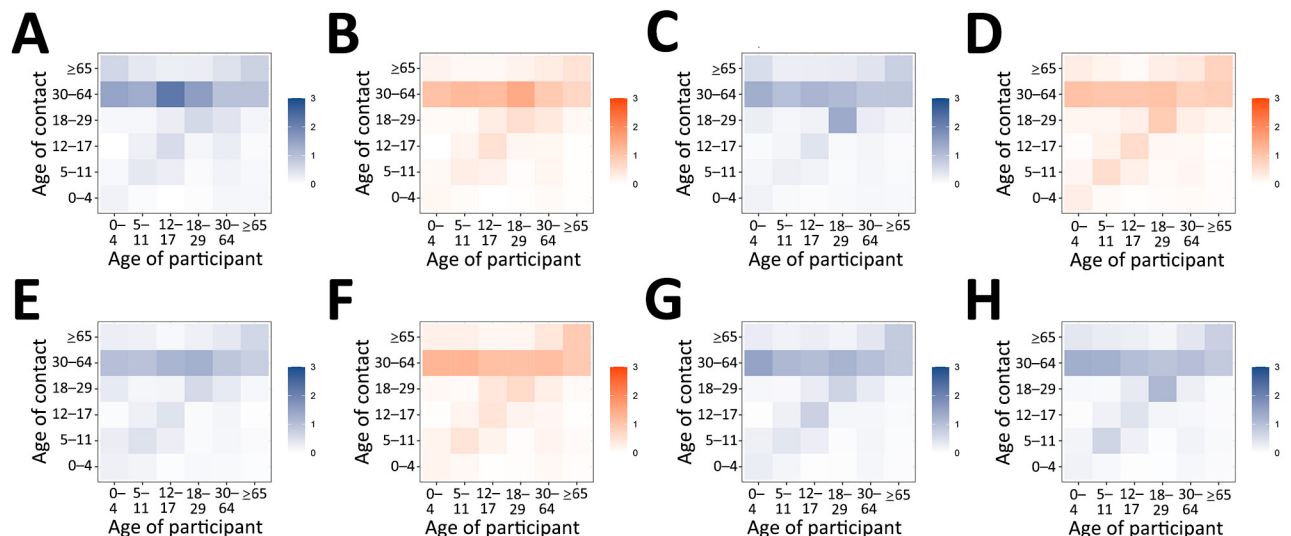 A B C D
≥65 ≥65 ≥65 ≥65
30–64 30–64 30–64 30–64
18–29 18–29 18–29 18–29
12–17 12–17 12–17 12–17
5–11 5–11 5–11 5–11
0–4 0–4 0–4 0–4
Age of contact Age of contact Age of contact Age of contact
3 3 3 3
2 2 2 2
1 1 1 1
0 0 0 0
0– 5– 12– 18– 30– ≥65 0– 5– 12– 18– 30– ≥65 0– 5– 12– 18– 30– ≥65 0– 5– 12– 18– 30– ≥65
4 11 17 29 64 4 11 17 29 64 4 11 17 29 64 4 11 17 29 64
Age of participant Age of participant Age of participant Age of participant
E F G H
≥65 ≥65 ≥65 ≥65
30–64 30–64 30–64 30–64
18–29 18–29 18–29 18–29
12–17 12–17 12–17 12–17
5–11 5–11 5–11 5–11
0–4 0–4 0–4 0–4
Age of contact Age of contact Age of contact Age of contact
3 3 3 3
2 2 2 2
1 1 1 1
0 0 0 0
0– 5– 12– 18– 30– ≥65 0– 5– 12– 18– 30– ≥65 0– 5– 12– 18– 30– ≥65 0– 5– 12– 18– 30– ≥65
4 11 17 29 64 4 11 17 29 64 4 11 17 29 64 4 11 17 29 64
Age of participant Age of participant Age of participant Age of participant